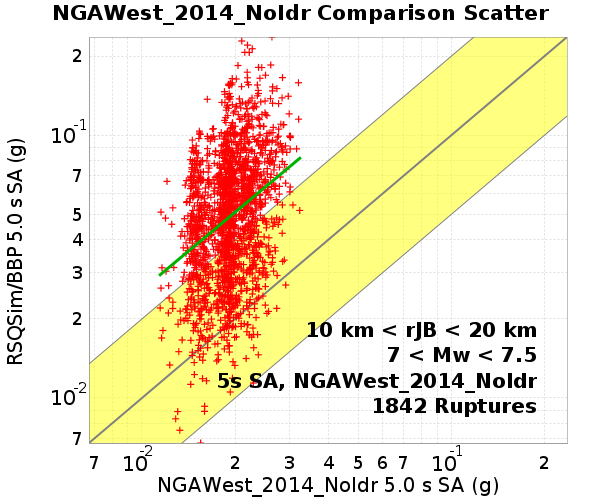 NGAWest_2014_NoIdr Comparison Scatter
RSQSim/BBP 5.0 s SA (g)
2
10^-1
7
5
4
3
2
10^-2
7
10 km < rJB < 20 km
7 < Mw < 7.5
5s SA, NGAWest_2014_NoIdr
1842 Ruptures
7 10^-2 2 3 4 5 6 7 10^-1 2
NGAWest_2014_NoIdr 5.0 s SA (g)